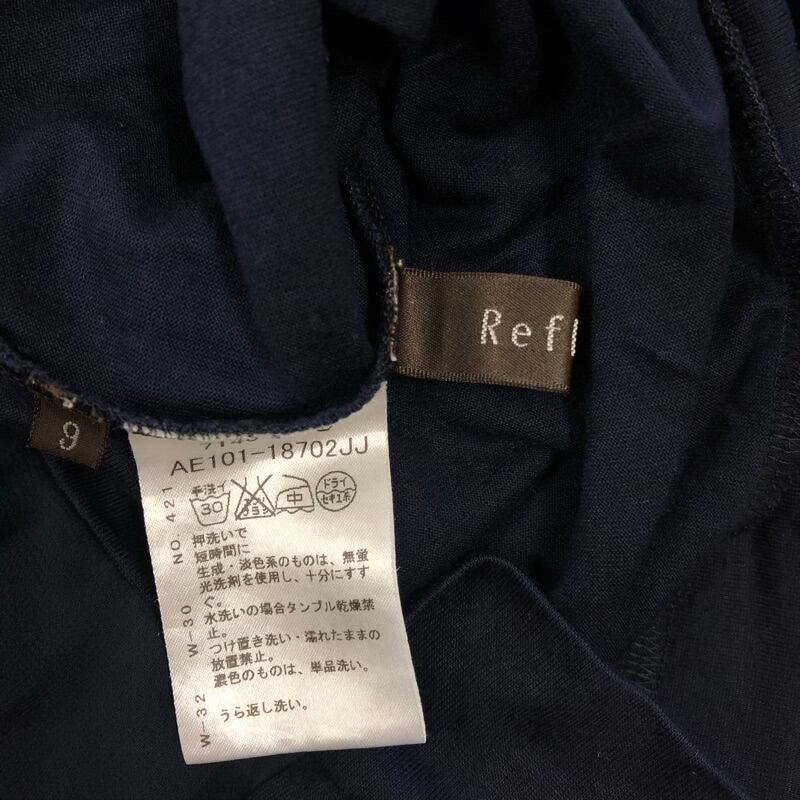 Ref
9
AE101-18702JJ
手洗イ
30
中
ドライ
セキユ系
押洗いで
短時間に
生成・淡色系のものは、無蛍
光洗剤を使用し、十分にすす
ぐ。
水洗いの場合タンブル乾燥禁
止。
つけ置き洗い・濡れたままの
放置禁止。
濃色のものは、単品洗い。
うら返し洗い。
W-32 W-30 NO. 421